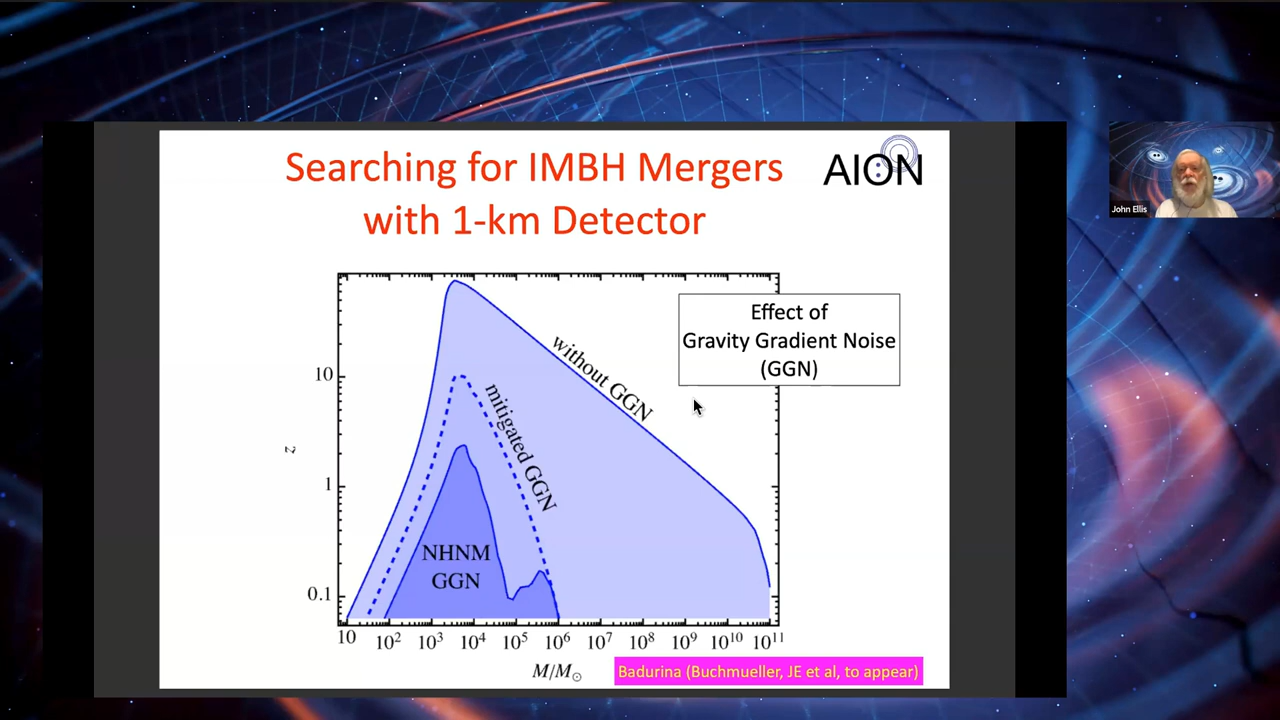 Searching for IMBH Mergers
with 1-km Detector
AION
John Ellis
Effect of
Gravity Gradient Noise
(GGN)
without GGN
mitigated GGN
NHNM
GGN
z
10
1
0.1
10 10² 10³ 10⁴ 10⁵ 10⁶ 10⁷ 10⁸ 10⁹ 10¹⁰ 10¹¹
M/M☉
Badurina (Buchmueller, JE et al, to appear)